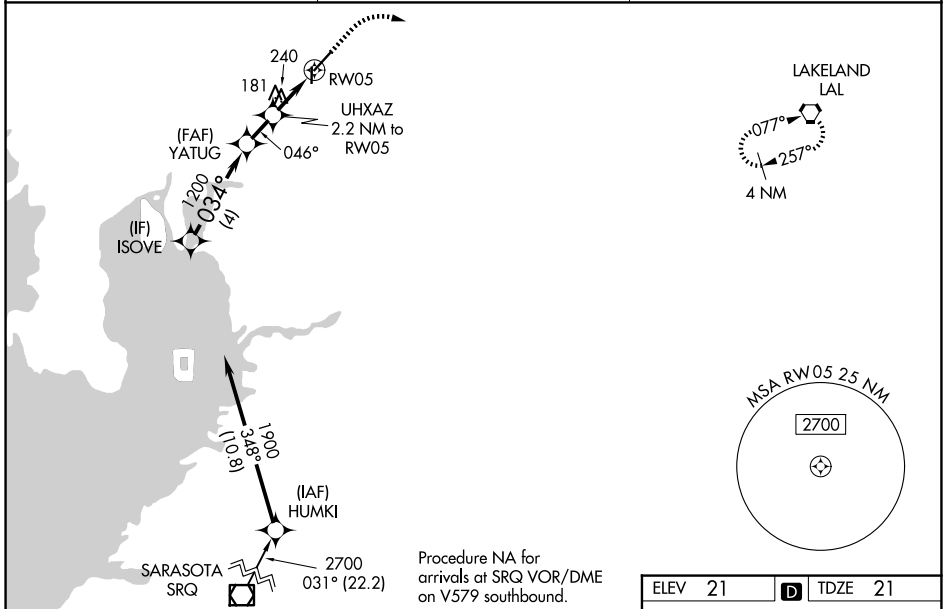 240
181
RW05
UHXAZ
2.2 NM to
RW05
(FAF)
YATUG
046°
1200
034°
(4)
(IF)
ISOVE
LAKELAND
LAL
077°
257°
4 NM
1900
348°
(10.8)
(IAF)
HUMKI
SARASOTA
SRQ
2700
031° (22.2)
Procedure NA for
arrivals at SRQ VOR/DME
on V579 southbound.
MSA RW05 25 NM
2700
ELEV 21 D TDZE 21